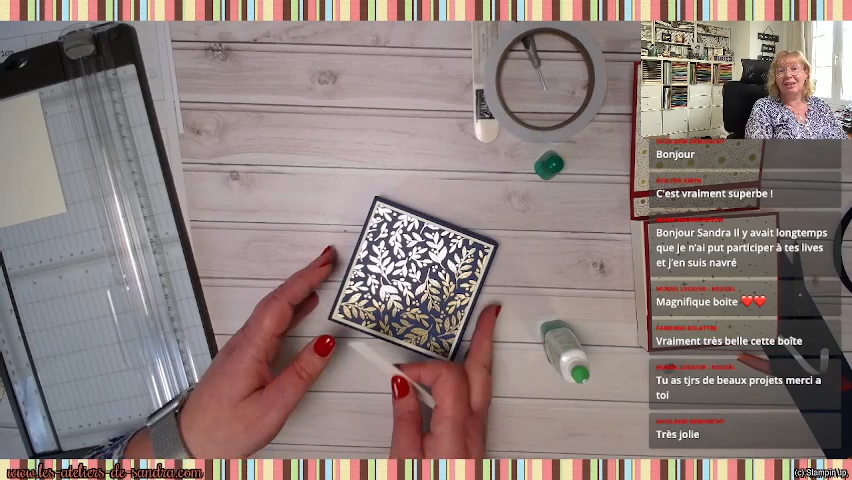 Bonjour
C'est vraiment superbe !
Bonjour Sandra Il y avait longtemps
que je n'ai put participer à tes lives
et j'en suis navré
Magnifique boite ❤️❤️
Vraiment très belle cette boîte
Tu as tjrs de beaux projets merci a
toi
Très jolie
www.les-ateliers-de-sandra.com
(c) Stampin'up